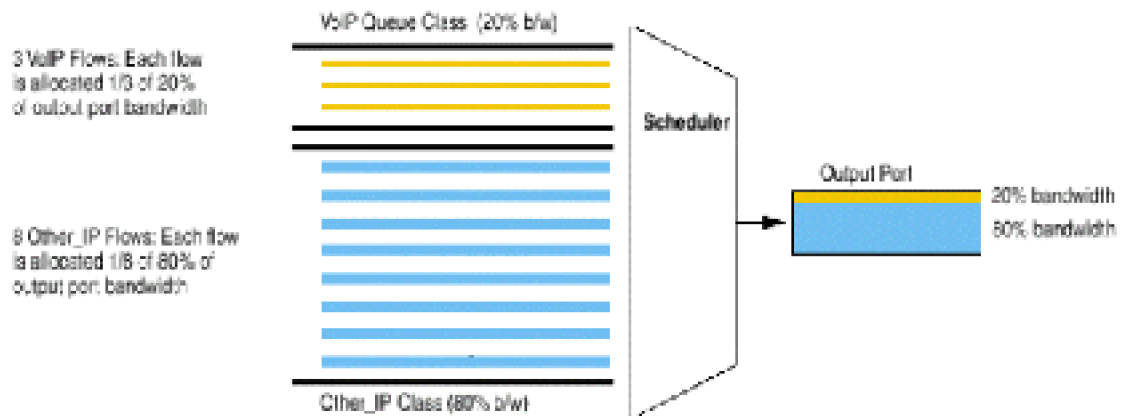 VoIP Queue Class (20% b/w)
3 VoIP Flows: Each flow
is allocated 1/3 of 20%
of output port bandwidth
Scheduler
Output Port
20% bandwidth
80% bandwidth
8 Other_IP Flows: Each flow
is allocated 1/8 of 80% of
output port bandwidth
Other_IP Class (80% b/w)